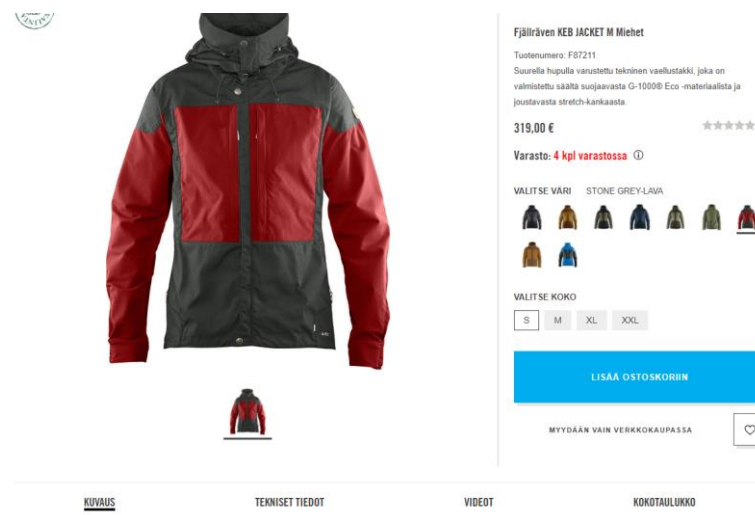 Fjällräven KEB JACKET M Miehet
Tuotenumero: F87211
Suurella hupulla varustettu tekninen vaellustakki, joka on
valmistettu säältä suojaavasta G-1000® Eco -materiaalista ja
joustavasta stretch-kankaasta.
319,00 €
Varasto: 4 kpl varastossa
VALITSE VÄRI STONE GREY-LAVA
VALITSE KOKO
S M XL XXL
LISÄÄ OSTOSKORIIN
MYYDÄÄN VAIN VERKKOKAUPASSA
KUVAUS TEKNISET TIEDOT VIDEOT KOKOTAULUKKO